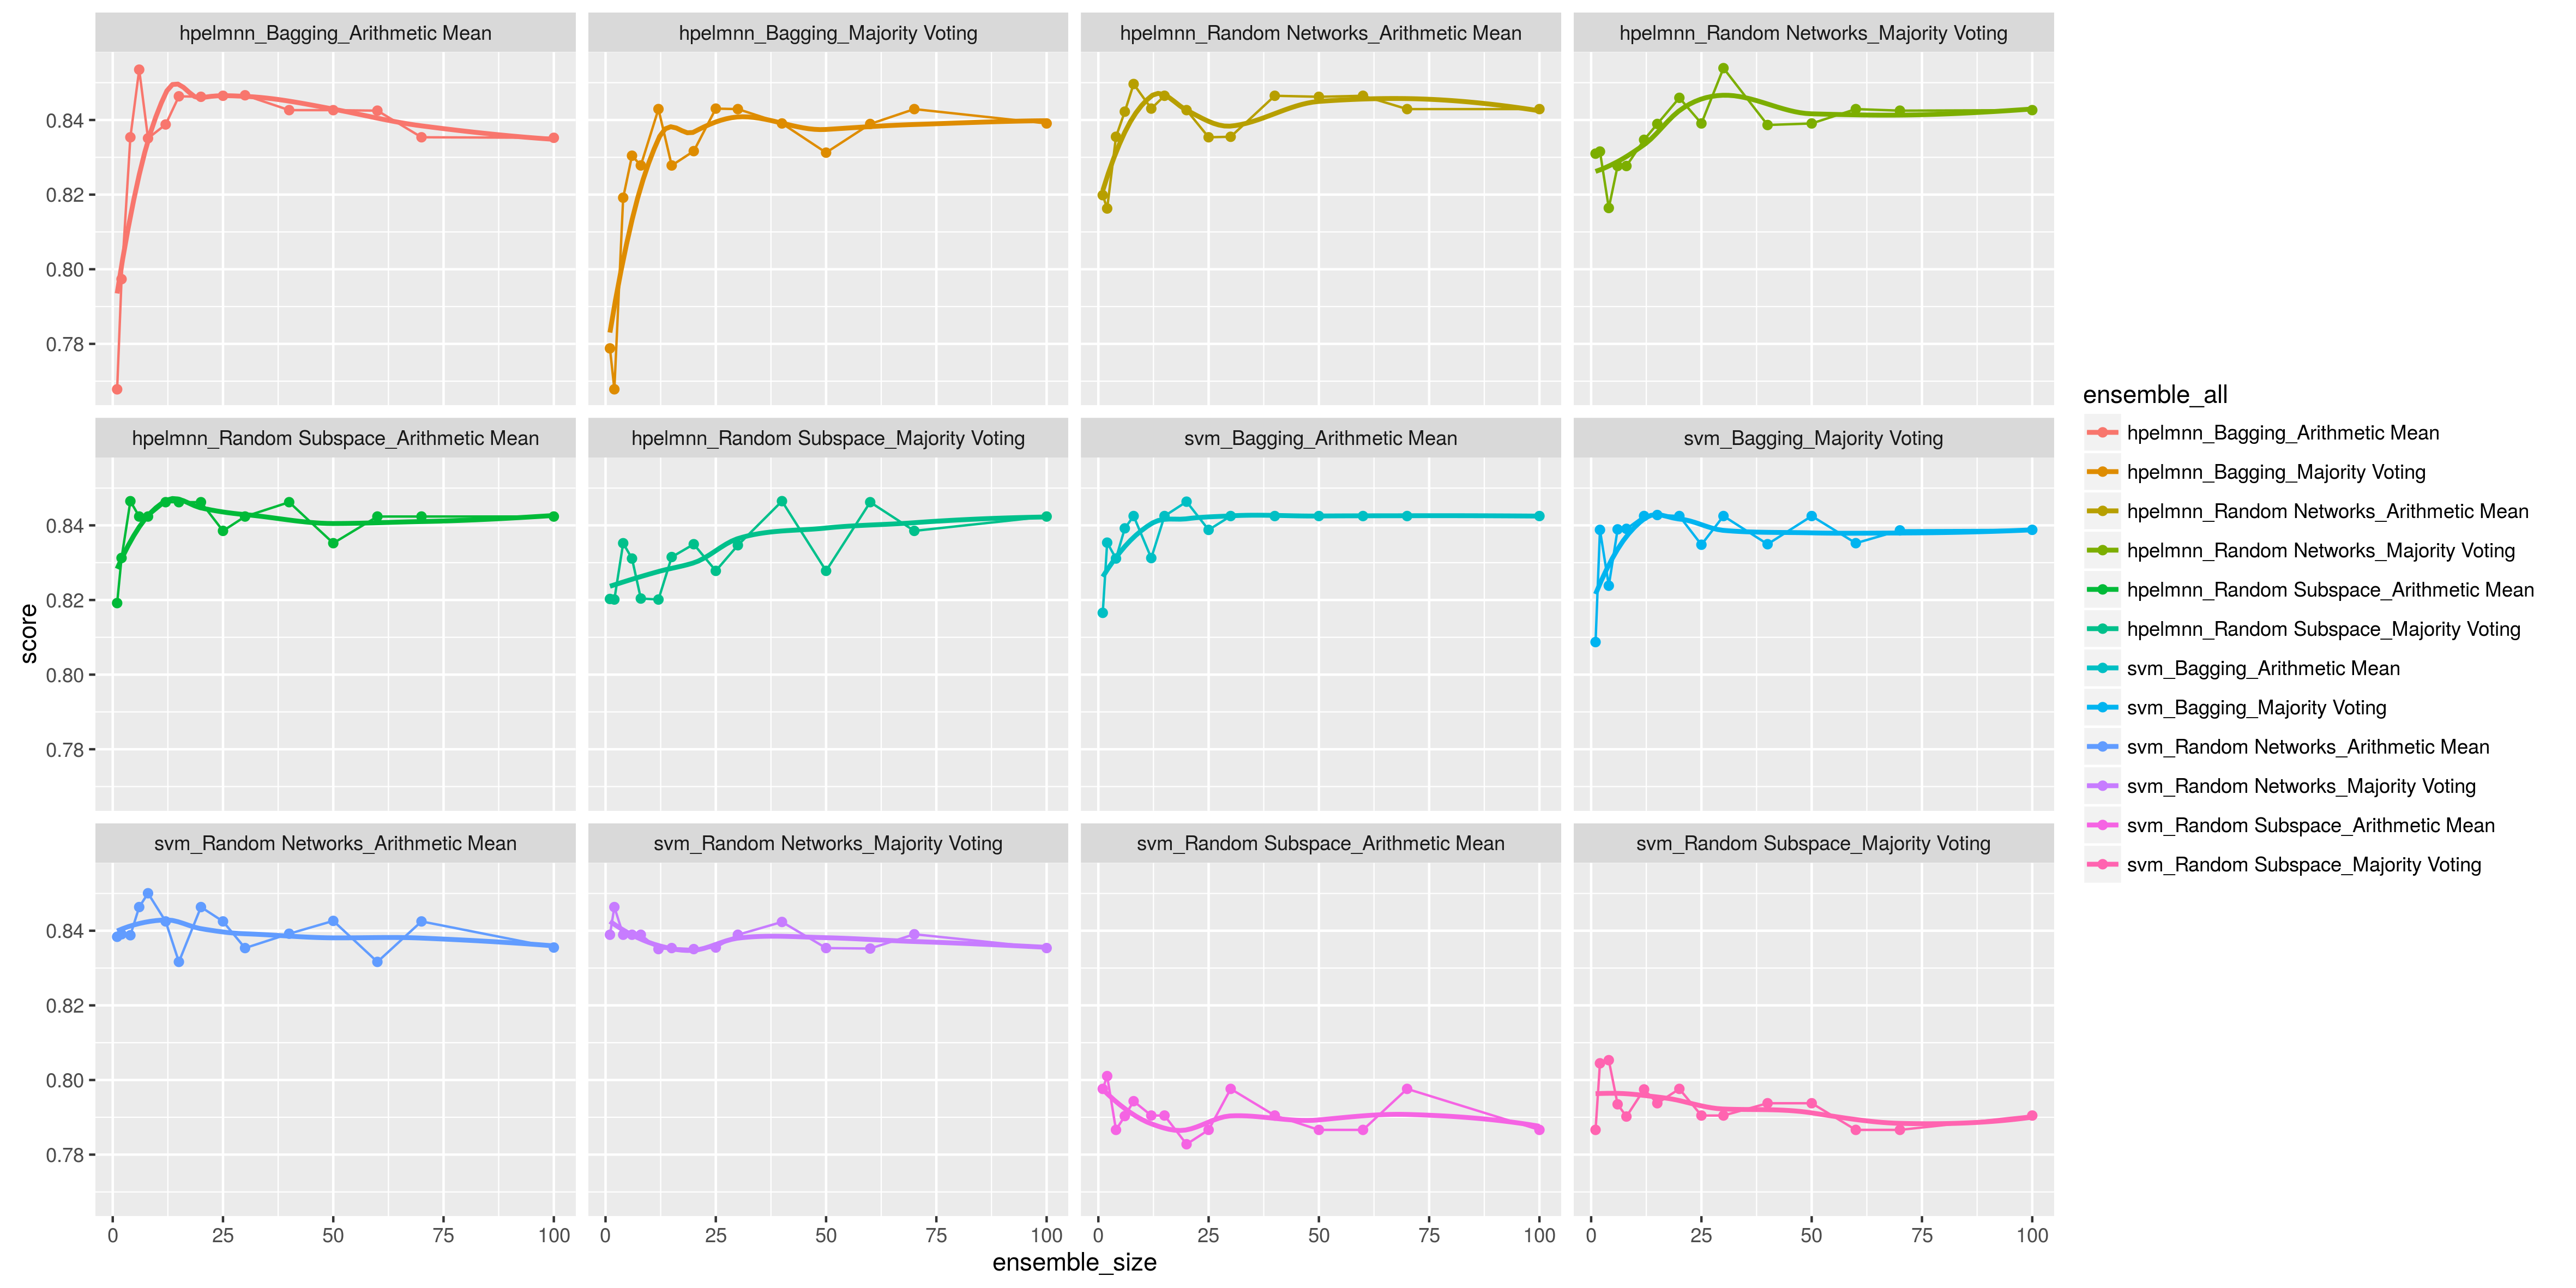 hpelmnn_Bagging_Arithmetic Mean
hpelmnn_Bagging_Majority Voting
hpelmnn_Random Networks_Arithmetic Mean
hpelmnn_Random Networks_Majority Voting
0.84
0.82
0.80
0.78
hpelmnn_Random Subspace_Arithmetic Mean
hpelmnn_Random Subspace_Majority Voting
svm_Bagging_Arithmetic Mean
svm_Bagging_Majority Voting
0.84
0.82
0.80
0.78
score
svm_Random Networks_Arithmetic Mean
svm_Random Networks_Majority Voting
svm_Random Subspace_Arithmetic Mean
svm_Random Subspace_Majority Voting
0.84
0.82
0.80
0.78
0 25 50 75 100
0 25 50 75 100
0 25 50 75 100
0 25 50 75 100
ensemble_size
ensemble_all
hpelmnn_Bagging_Arithmetic Mean
hpelmnn_Bagging_Majority Voting
hpelmnn_Random Networks_Arithmetic Mean
hpelmnn_Random Networks_Majority Voting
hpelmnn_Random Subspace_Arithmetic Mean
hpelmnn_Random Subspace_Majority Voting
svm_Bagging_Arithmetic Mean
svm_Bagging_Majority Voting
svm_Random Networks_Arithmetic Mean
svm_Random Networks_Majority Voting
svm_Random Subspace_Arithmetic Mean
svm_Random Subspace_Majority Voting